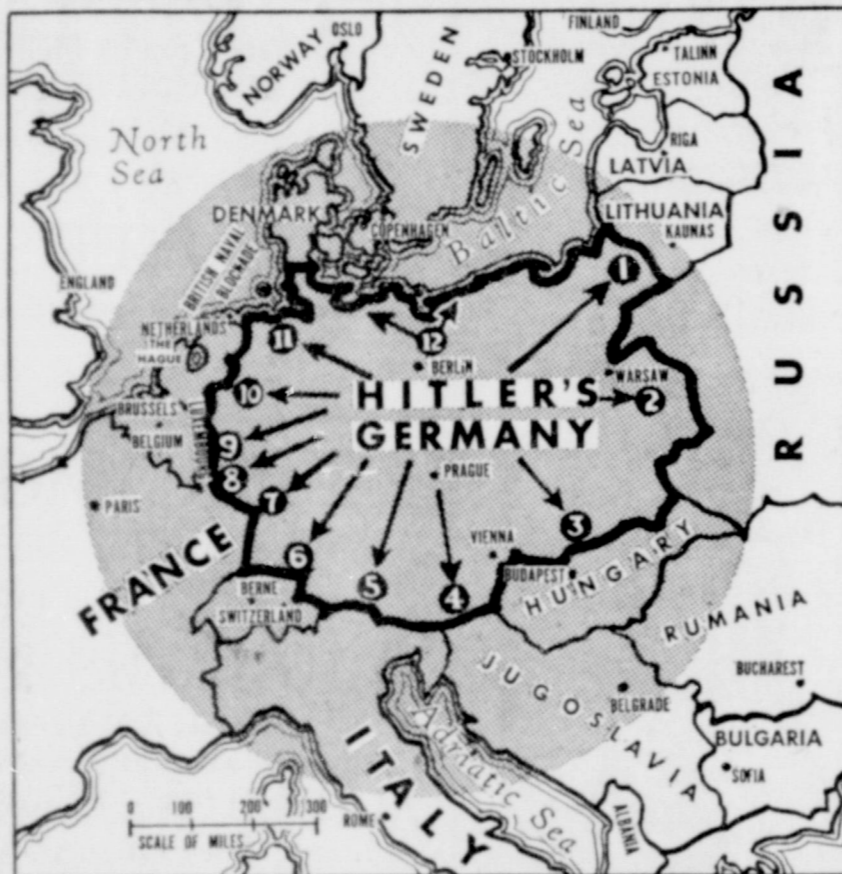 FINLAND
OSLO
NORWAY
SWEDEN
STOCKHOLM
TALINN
ESTONIA
North
Sea
Sea
RIGA
LATVIA
RUSSIA
DENMARK
COPENHAGEN
Baltic
LITHUANIA
KAUNAS
BRITISH NAVAL
BLOCKADE
ENGLAND
1
NETHERLANDS
THE
HAGUE
11
12
BERLIN
WARSAW
10
HITLER'S
2
BRUSSELS
GERMANY
BELGIUM
9
8
PRAGUE
PARIS
7
3
FRANCE
VIENNA
6
BUDAPEST
HUNGARY
BERNE
5
4
SWITZERLAND
RUMANIA
JUGOSLAVIA
BUCHAREST
BELGRADE
ITALY
Adriatic Sea
BULGARIA
SOFIA
0 100 200 300
SCALE OF MILES
ROME
ALBANIA